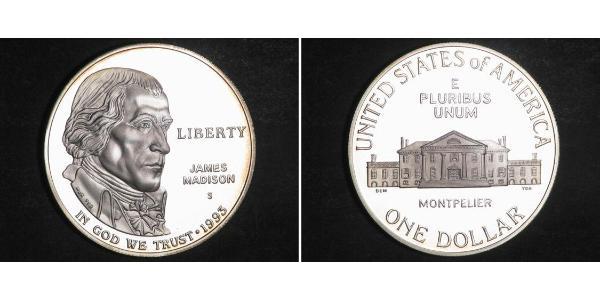 LIBERTY
JAMES
MADISON
S
IN GOD WE TRUST · 1993
UNITED STATES of AMERICA
E
PLURIBUS
UNUM
MONTPELIER
ONE DOLLAR